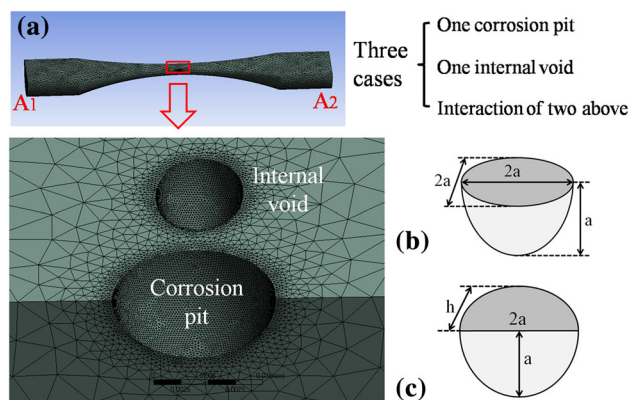 (a)
A1
A2
Three
cases
One corrosion pit
One internal void
Interaction of two above
Internal
void
Corrosion
pit
2a
2a
a
(b)
h
2a
a
(c)